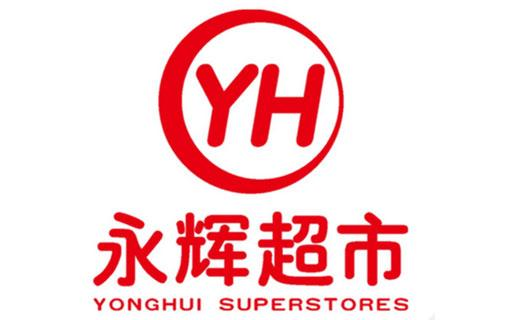 YH
永辉超市
YONGHUI SUPERSTORES